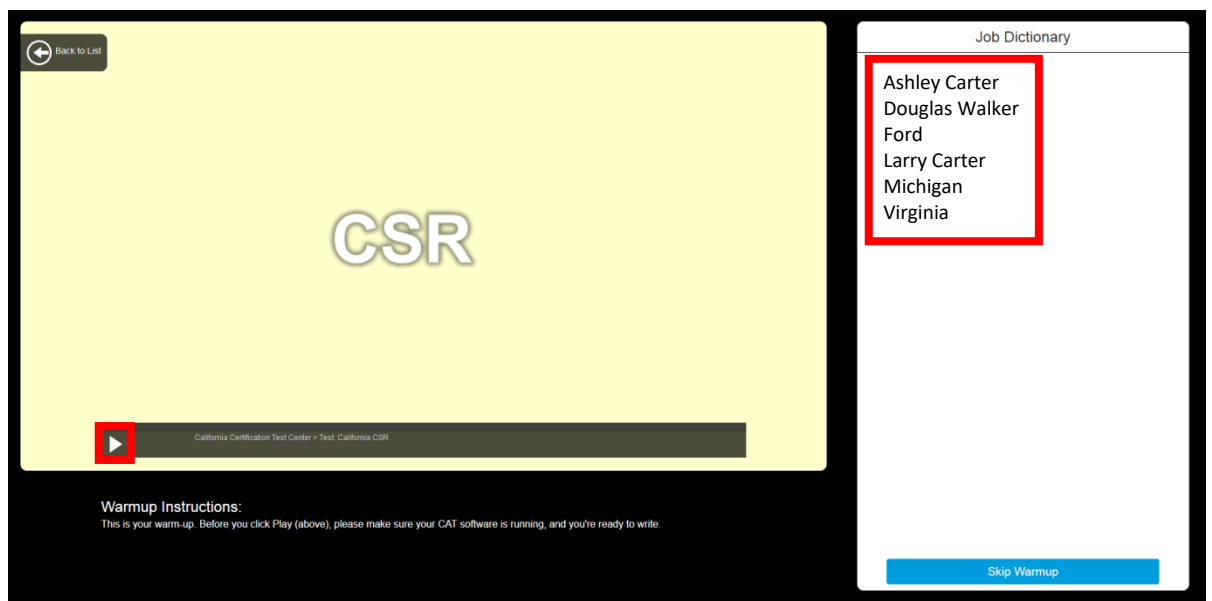 Back to List
CSR
California Certification Test Center > Test: California CSR
Warmup Instructions:
This is your warm-up. Before you click Play (above), please make sure your CAT software is running, and you're ready to write.
Job Dictionary
Ashley Carter
Douglas Walker
Ford
Larry Carter
Michigan
Virginia
Skip Warmup